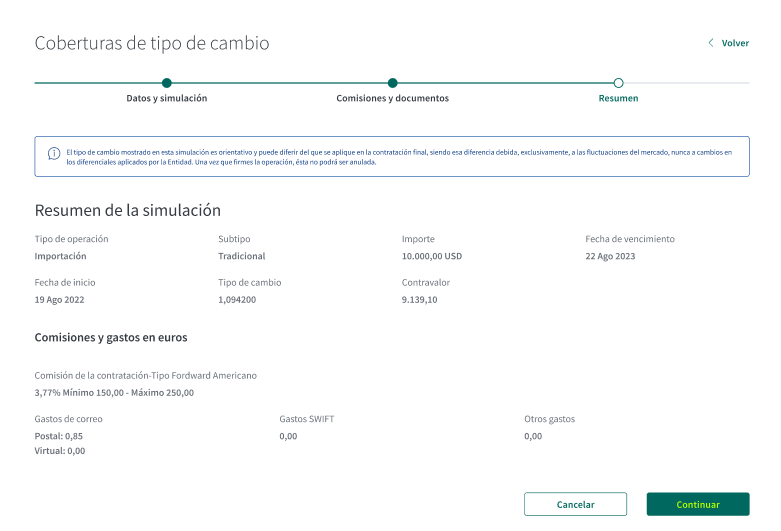 Coberturas de tipo de cambio
Volver
Datos y simulación
Comisiones y documentos
Resumen
El tipo de cambio mostrado en esta simulación es orientativo y puede diferir del que se aplique en la contratación final, siendo esa diferencia debida, exclusivamente, a las fluctuaciones del mercado, nunca a cambios en
los diferenciales aplicados por la Entidad. Una vez que firmes la operación, ésta no podrá ser anulada.
Resumen de la simulación
Tipo de operación
Importación
Subtipo
Tradicional
Importe
10.000,00 USD
Fecha de vencimiento
22 Ago 2023
Fecha de inicio
19 Ago 2022
Tipo de cambio
1,094200
Contravalor
9.139,10
Comisiones y gastos en euros
Comisión de la contratación-Tipo Fordward Americano
3,77% Mínimo 150,00 - Máximo 250,00
Gastos de correo
Postal: 0,85
Virtual: 0,00
Gastos SWIFT
0,00
Otros gastos
0,00
Cancelar
Continuar